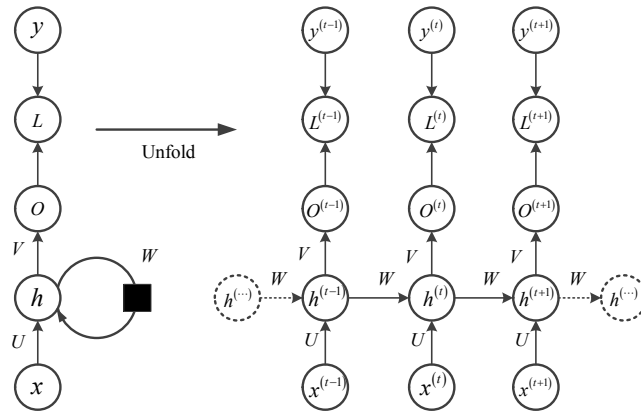 y y^(t−1) y^(t) y^(t+1)
L L^(t−1) L^(t) L^(t+1)
Unfold
O O^(t−1) O^(t) O^(t+1)
V W V V V
W W W W
h h^(···) h^(t−1) h^(t) h^(t+1) h^(···)
U U U U
x x^(t−1) x^(t) x^(t+1)